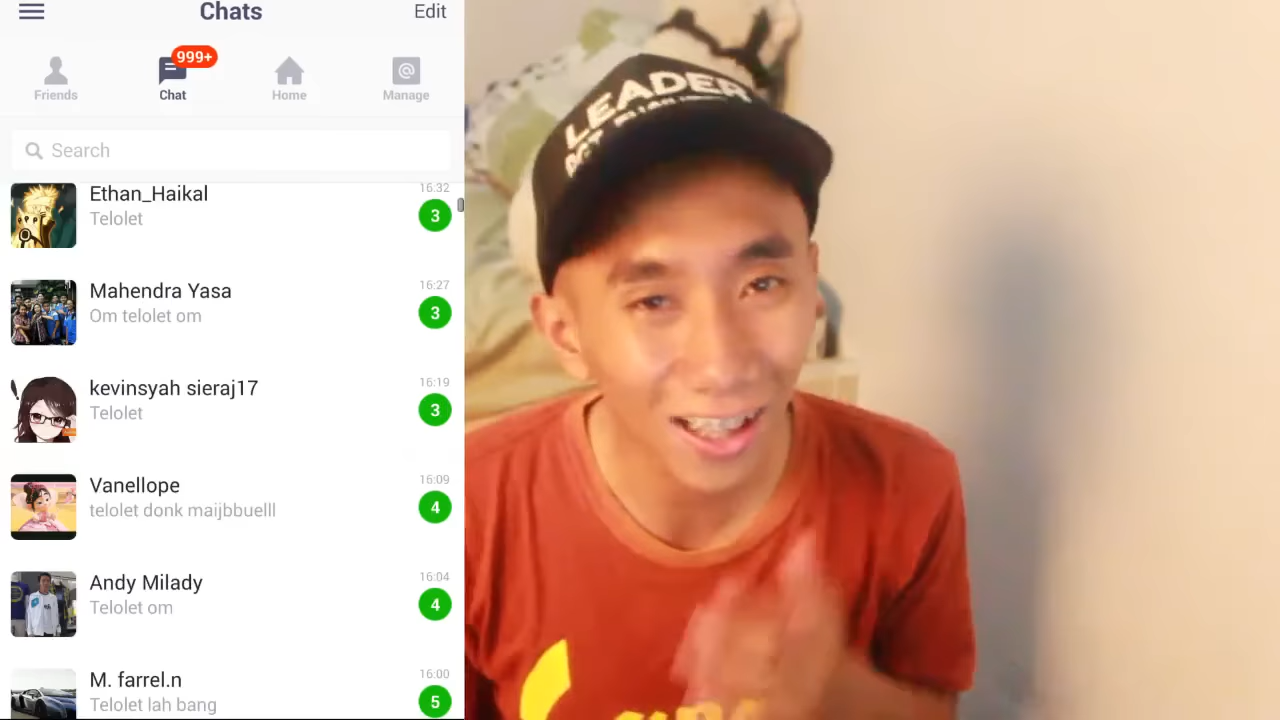 Chats
Edit
999+
Friends
Chat
Home
Manage
Search
Ethan_Haikal
16:32
Telolet
3
Mahendra Yasa
16:27
Om telolet om
3
kevinsyah sieraj17
16:19
Telolet
3
Vanellope
16:09
telolet donk maijbbuelll
4
Andy Milady
16:04
Telolet om
4
M. farrel.n
16:00
Telolet lah bang
5
LEADER